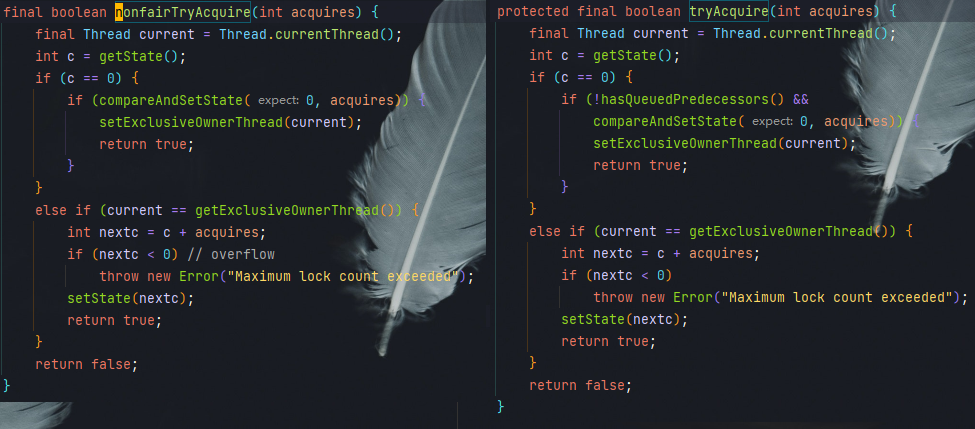 final boolean nonfairTryAcquire(int acquires) {
final Thread current = Thread.currentThread();
int c = getState();
if (c == 0) {
if (compareAndSetState( expect: 0, acquires)) {
setExclusiveOwnerThread(current);
return true;
}
}
else if (current == getExclusiveOwnerThread()) {
int nextc = c + acquires;
if (nextc < 0) // overflow
throw new Error("Maximum lock count exceeded");
setState(nextc);
return true;
}
return false;
}
protected final boolean tryAcquire(int acquires) {
final Thread current = Thread.currentThread();
int c = getState();
if (c == 0) {
if (!hasQueuedPredecessors() &&
compareAndSetState( expect: 0, acquires)) {
setExclusiveOwnerThread(current);
return true;
}
}
else if (current == getExclusiveOwnerThread()) {
int nextc = c + acquires;
if (nextc < 0)
throw new Error("Maximum lock count exceeded");
setState(nextc);
return true;
}
return false;
}